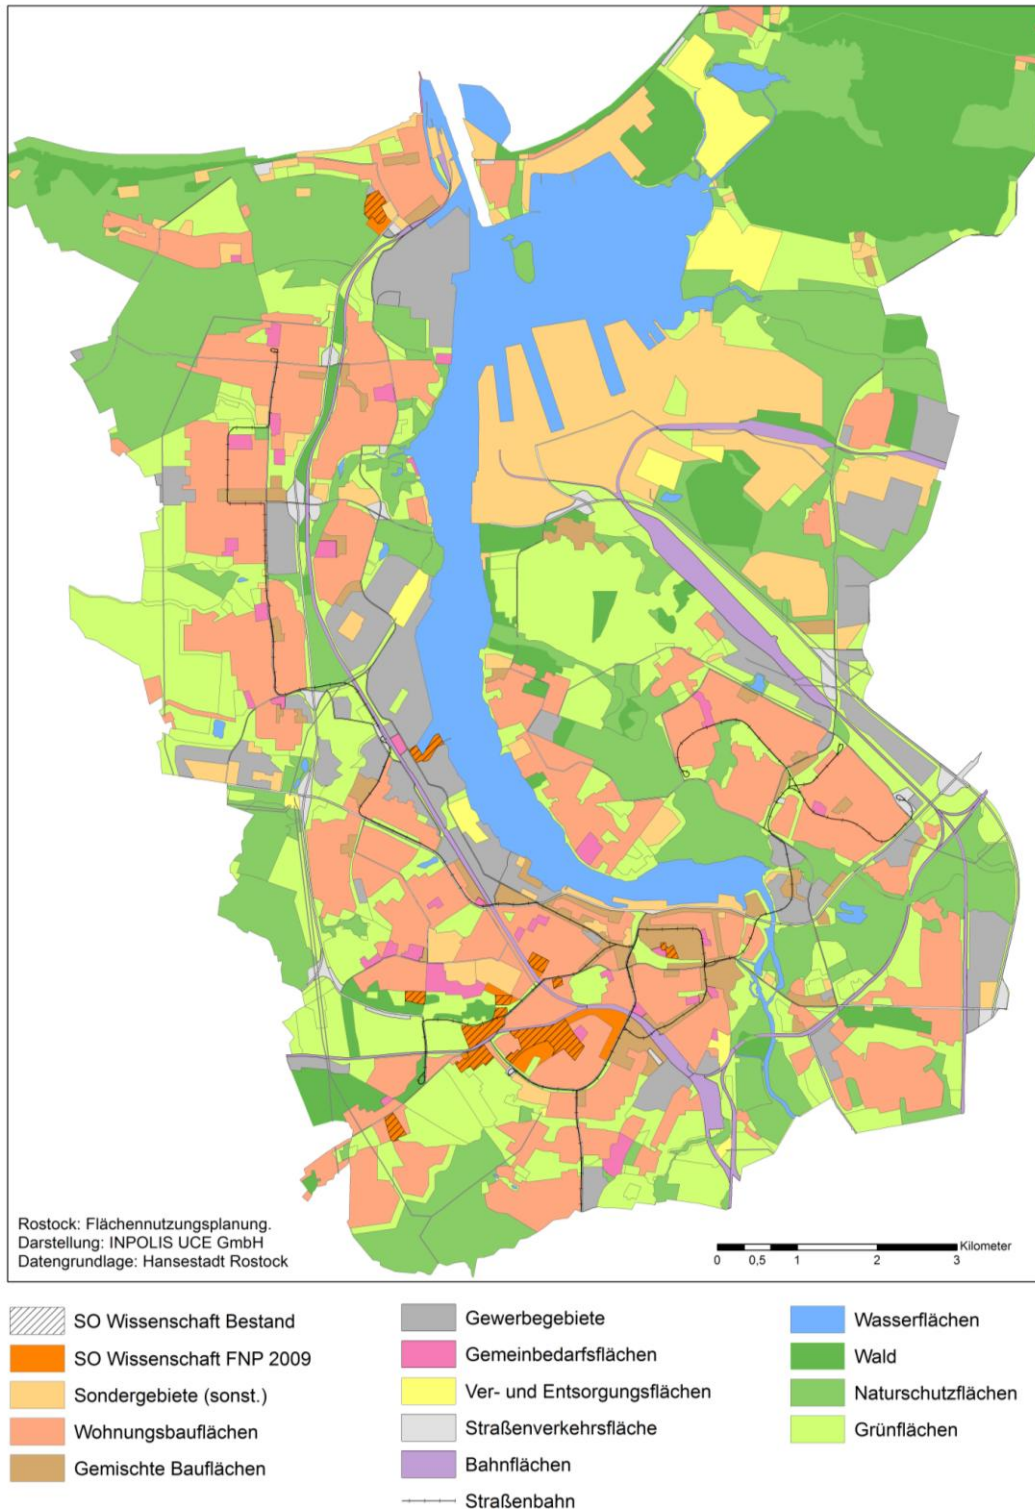 Rostock: Flächennutzungsplanung.
Darstellung: INPOLIS UCE GmbH
Datengrundlage: Hansestadt Rostock
Kilometer
0 0,5 1 2 3
SO Wissenschaft Bestand
SO Wissenschaft FNP 2009
Sondergebiete (sonst.)
Wohnungsbauflächen
Gemischte Bauflächen
Gewerbegebiete
Gemeinbedarfsflächen
Ver- und Entsorgungsflächen
Straßenverkehrsfläche
Bahnflächen
Straßenbahn
Wasserflächen
Wald
Naturschutzflächen
Grünflächen